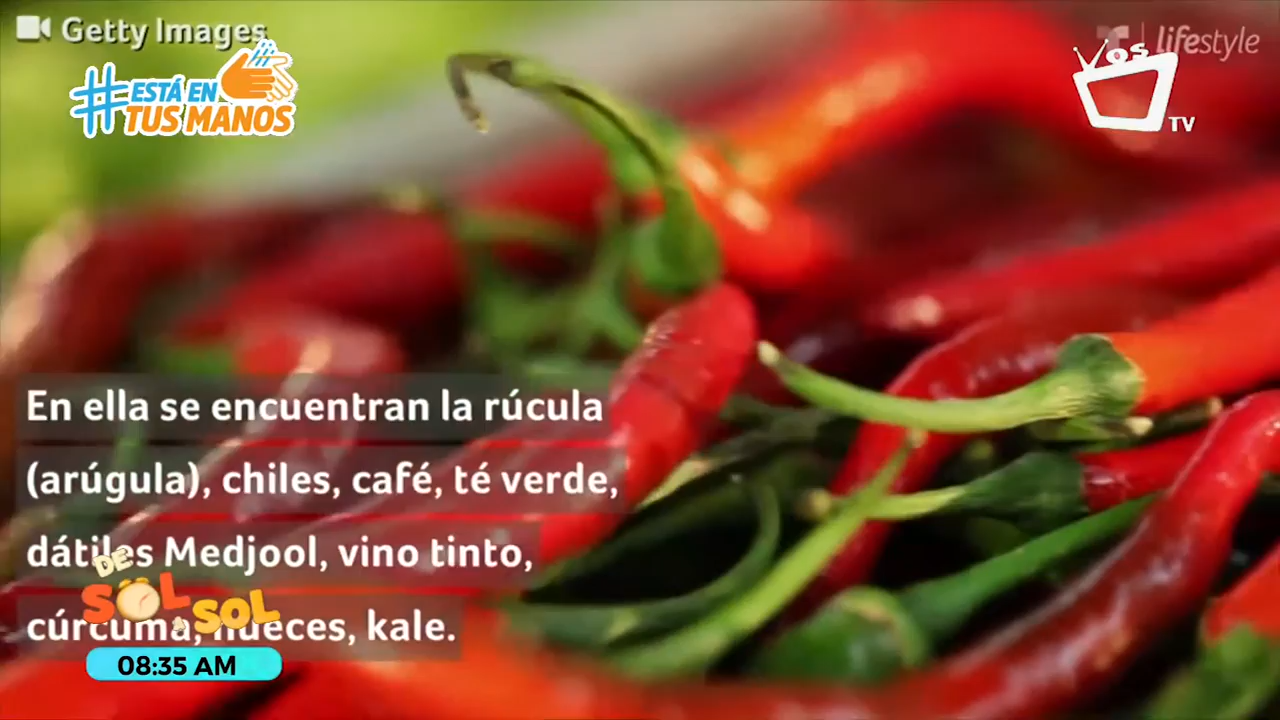 Getty Images
lifestyle
#ESTÁ EN
TUS MANOS
VOS
TV
En ella se encuentran la rúcula
(arúgula), chiles, café, té verde,
dátiles Medjool, vino tinto,
cúrcuma, nueces, kale.
DE
SOL
A
SOL
08:35 AM